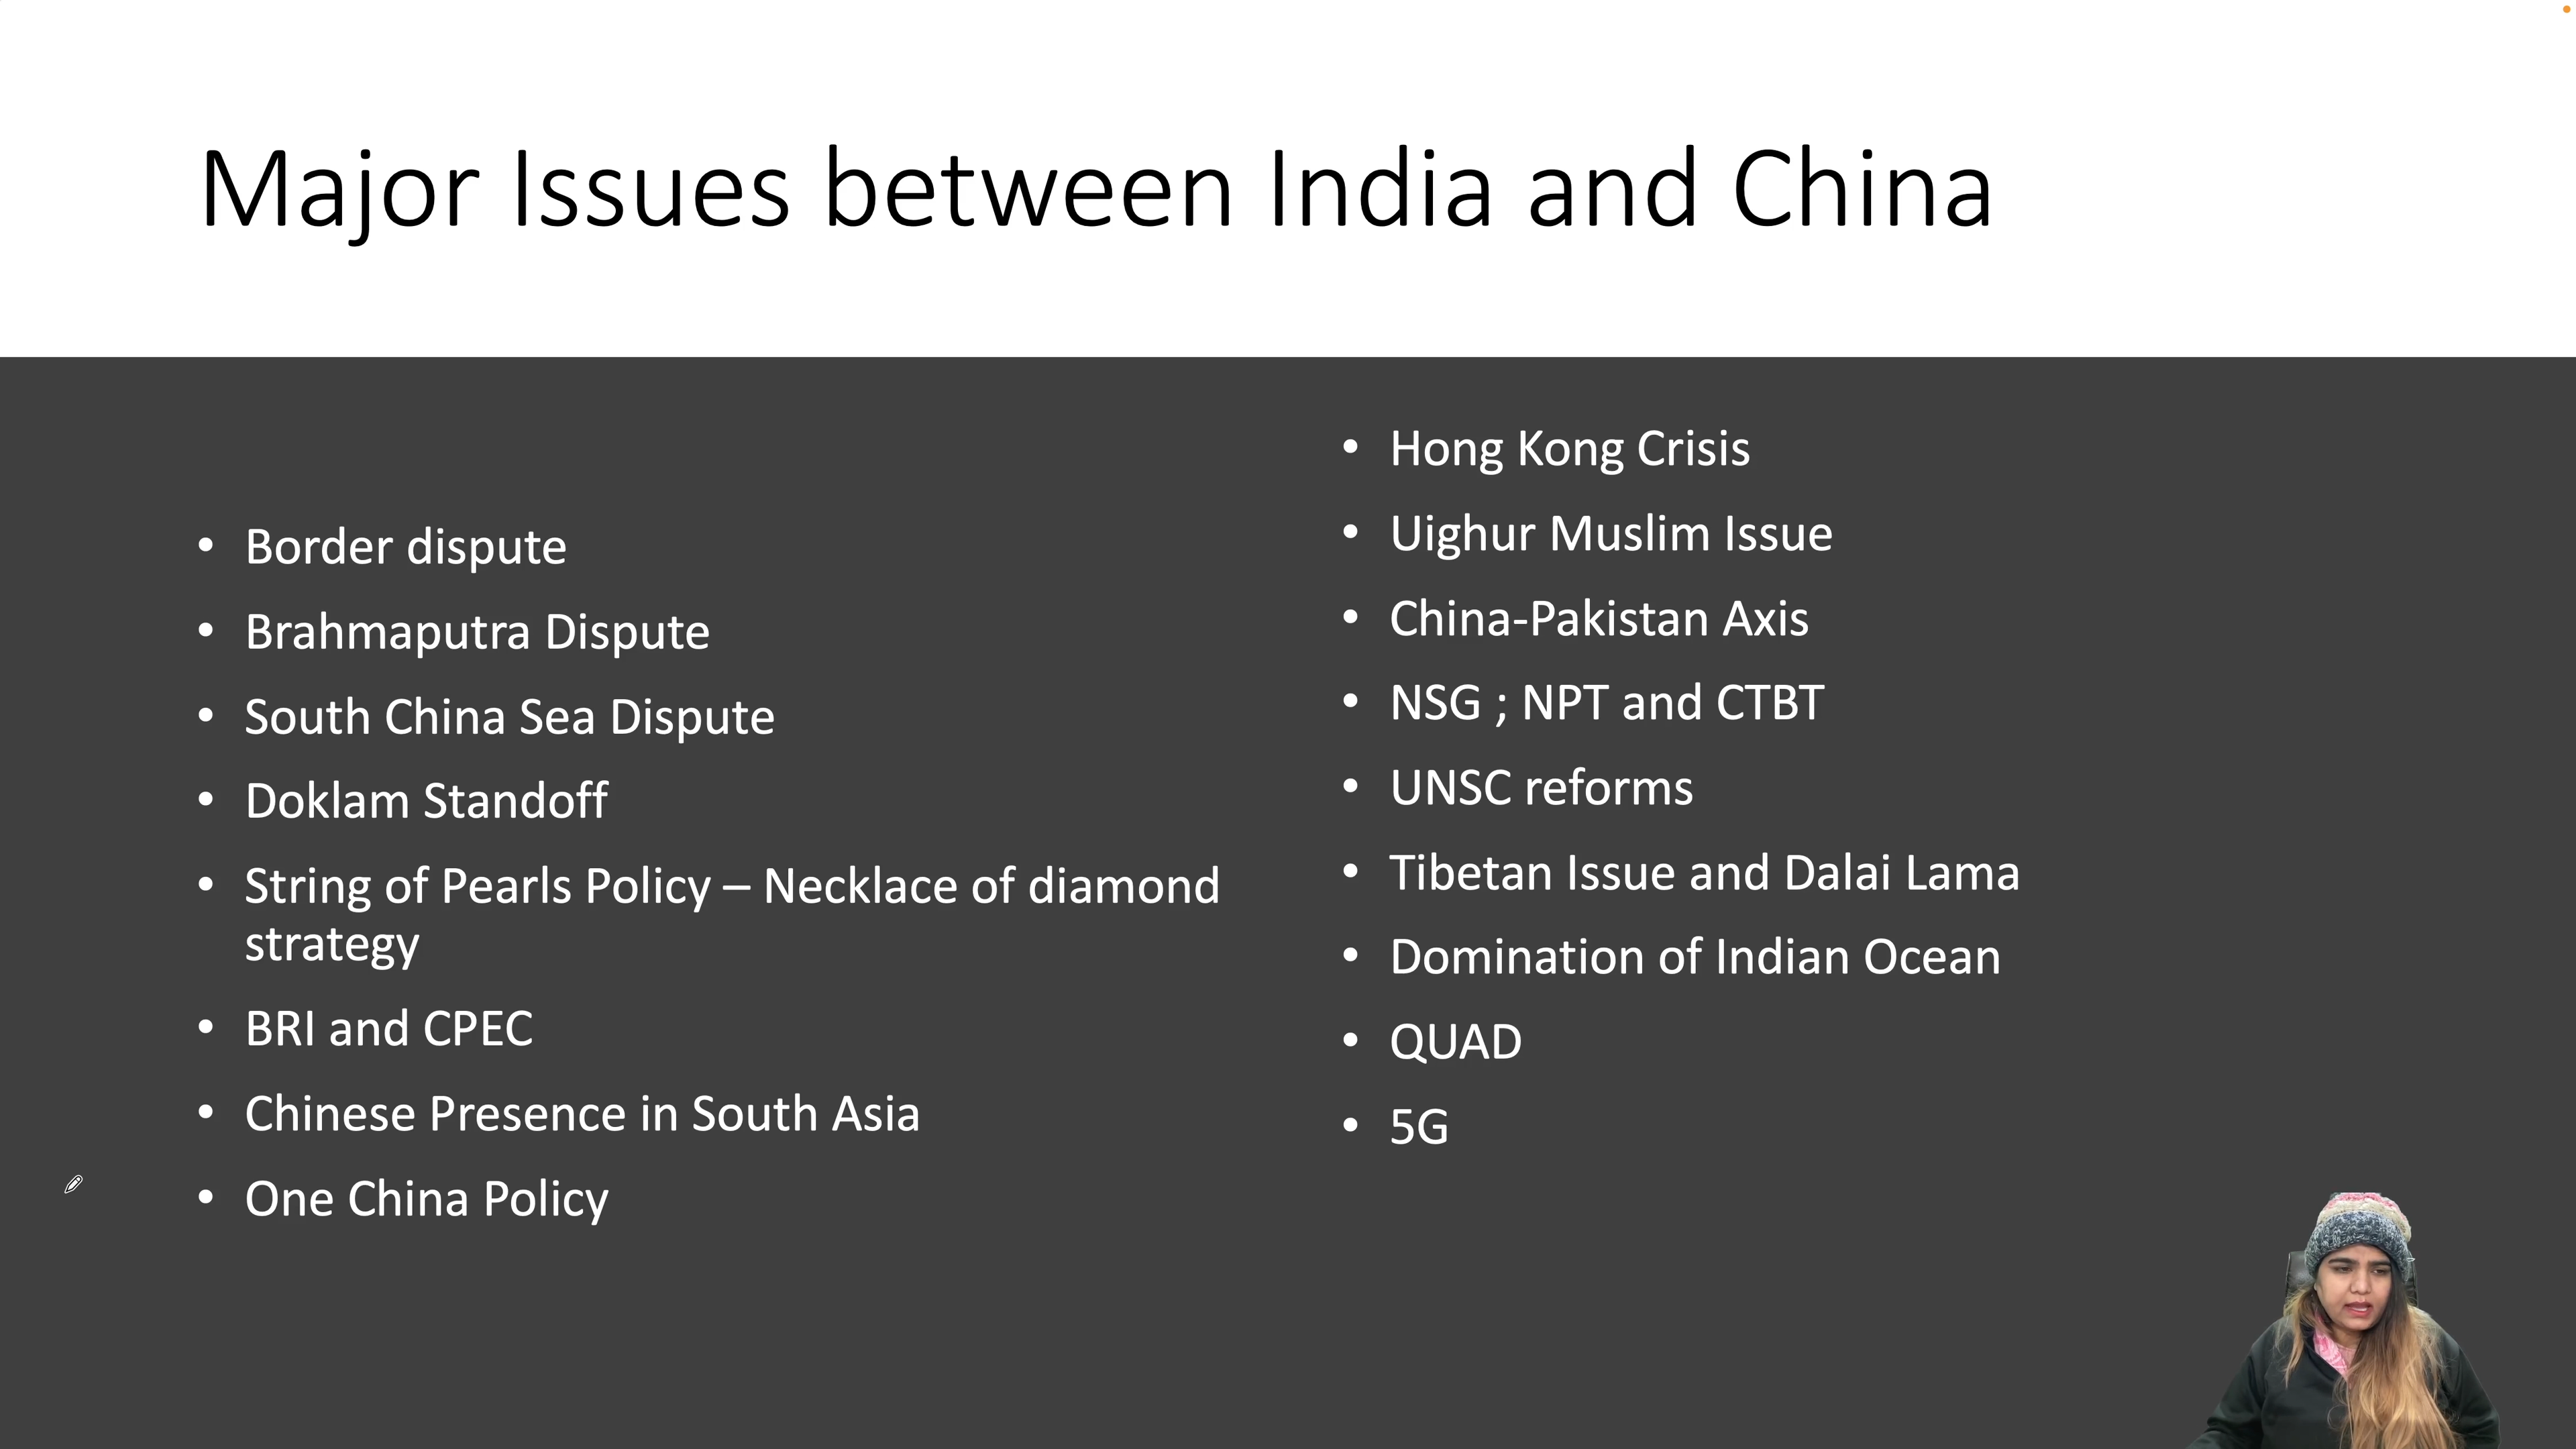 Major Issues between India and China
• Border dispute
• Brahmaputra Dispute
• South China Sea Dispute
• Doklam Standoff
• String of Pearls Policy – Necklace of diamond
strategy
• BRI and CPEC
• Chinese Presence in South Asia
• One China Policy
• Hong Kong Crisis
• Uighur Muslim Issue
• China-Pakistan Axis
• NSG ; NPT and CTBT
• UNSC reforms
• Tibetan Issue and Dalai Lama
• Domination of Indian Ocean
• QUAD
• 5G